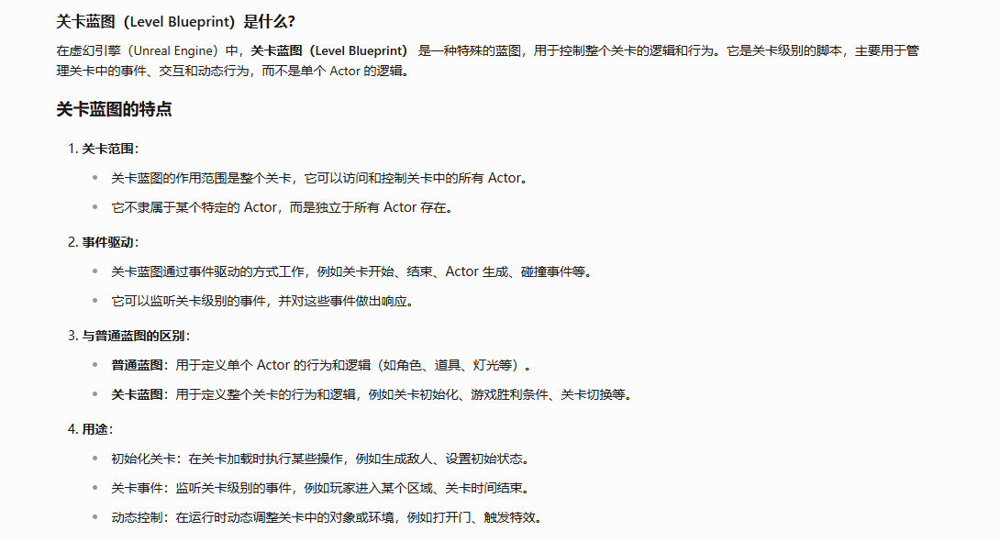 关卡蓝图（Level Blueprint）是什么？
在虚幻引擎（Unreal Engine）中，关卡蓝图（Level Blueprint） 是一种特殊的蓝图，用于控制整个关卡的逻辑和行为。它是关卡级别的脚本，主要用于管
理关卡中的事件、交互和动态行为，而不是单个 Actor 的逻辑。
关卡蓝图的特点
1. 关卡范围：
• 关卡蓝图的作用范围是整个关卡，它可以访问和控制关卡中的所有 Actor。
• 它不隶属于某个特定的 Actor，而是独立于所有 Actor 存在。
2. 事件驱动：
• 关卡蓝图通过事件驱动的方式工作，例如关卡开始、结束、Actor 生成、碰撞事件等。
• 它可以监听关卡级别的事件，并对这些事件做出响应。
3. 与普通蓝图的区别：
• 普通蓝图：用于定义单个 Actor 的行为和逻辑（如角色、道具、灯光等）。
• 关卡蓝图：用于定义整个关卡的行为和逻辑，例如关卡初始化、游戏胜利条件、关卡切换等。
4. 用途：
• 初始化关卡：在关卡加载时执行某些操作，例如生成敌人、设置初始状态。
• 关卡事件：监听关卡级别的事件，例如玩家进入某个区域、关卡时间结束。
• 动态控制：在运行时动态调整关卡中的对象或环境，例如打开门、触发特效。